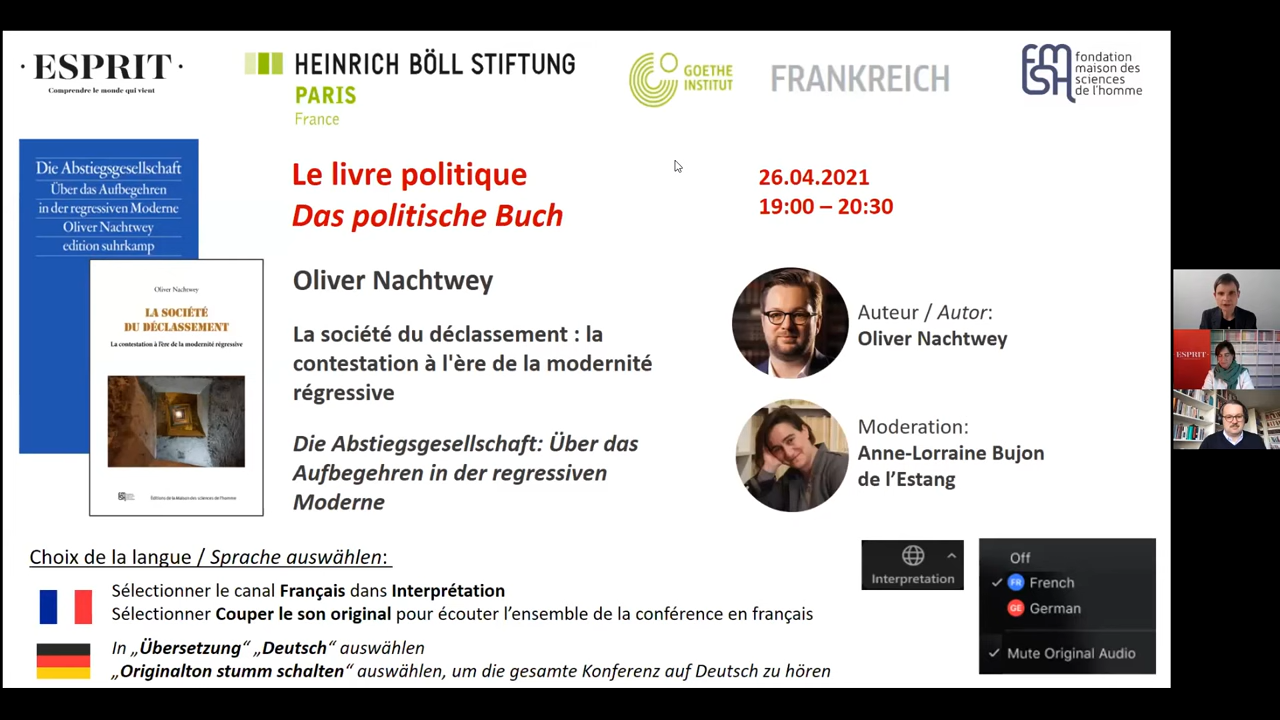 · ESPRIT ·
Comprendre le monde qui vient
HEINRICH BÖLL STIFTUNG
PARIS
France
GOETHE
INSTITUT
FRANKREICH
FMSH
fondation
maison des
sciences
de l'homme
Die Abstiegsgesellschaft
Über das Aufbegehren
in der regressiven Moderne
Oliver Nachtwey
edition suhrkamp
Oliver Nachtwey
LA SOCIÉTÉ
DU DÉCLASSEMENT
La contestation à l'ère de la modernité régressive
Éditions de la Maison des sciences de l'homme
Le livre politique
Das politische Buch
26.04.2021
19:00 – 20:30
Oliver Nachtwey
La société du déclassement : la
contestation à l'ère de la modernité
régressive
Die Abstiegsgesellschaft: Über das
Aufbegehren in der regressiven
Moderne
Auteur / Autor:
Oliver Nachtwey
Moderation:
Anne-Lorraine Bujon
de l’Estang
ESPRIT
Choix de la langue / Sprache auswählen:
Sélectionner le canal Français dans Interprétation
Sélectionner Couper le son original pour écouter l’ensemble de la conférence en français
In „Übersetzung“ „Deutsch“ auswählen
„Originalton stumm schalten“ auswählen, um die gesamte Konferenz auf Deutsch zu hören
Interpretation
Off
FR French
GE German
Mute Original Audio